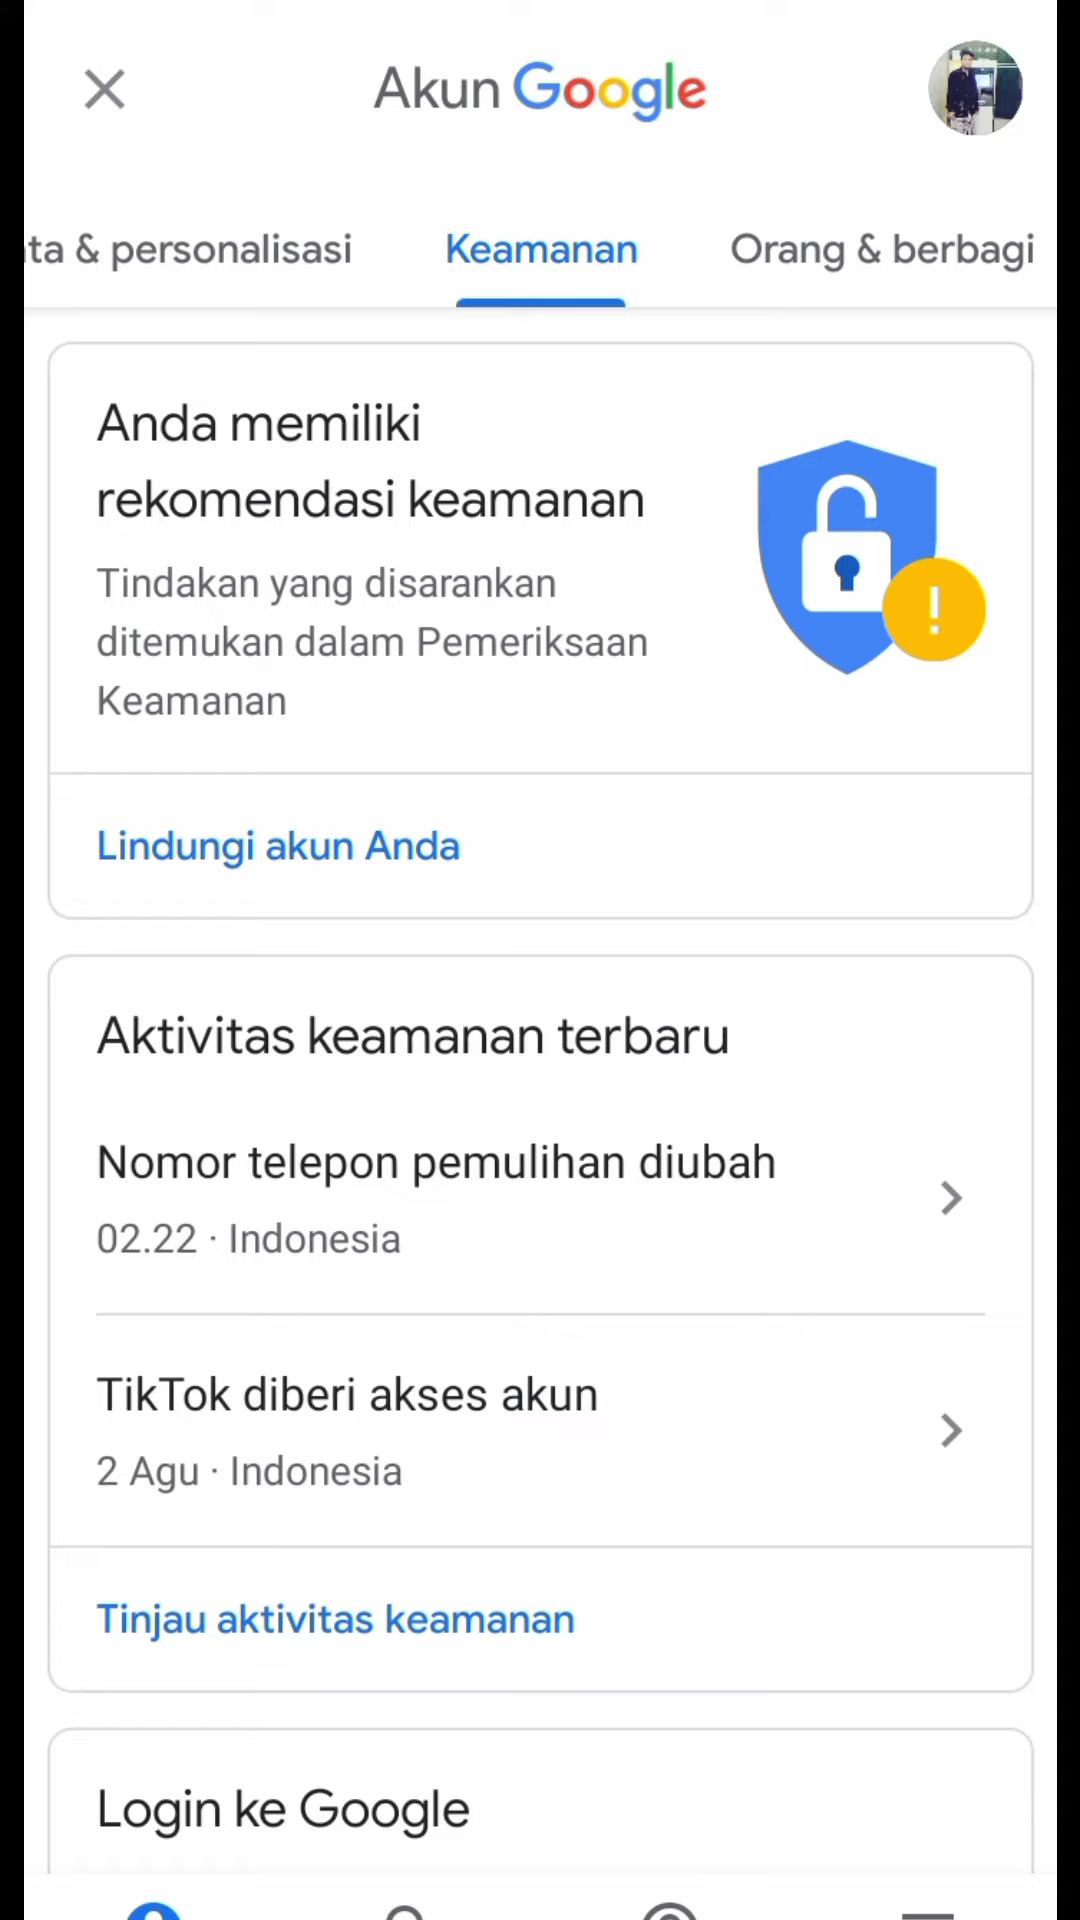 Akun Google
ta & personalisasi
Keamanan
Orang & berbagi
Anda memiliki
rekomendasi keamanan
Tindakan yang disarankan
ditemukan dalam Pemeriksaan
Keamanan
Lindungi akun Anda
Aktivitas keamanan terbaru
Nomor telepon pemulihan diubah
02.22 · Indonesia
TikTok diberi akses akun
2 Agu · Indonesia
Tinjau aktivitas keamanan
Login ke Google